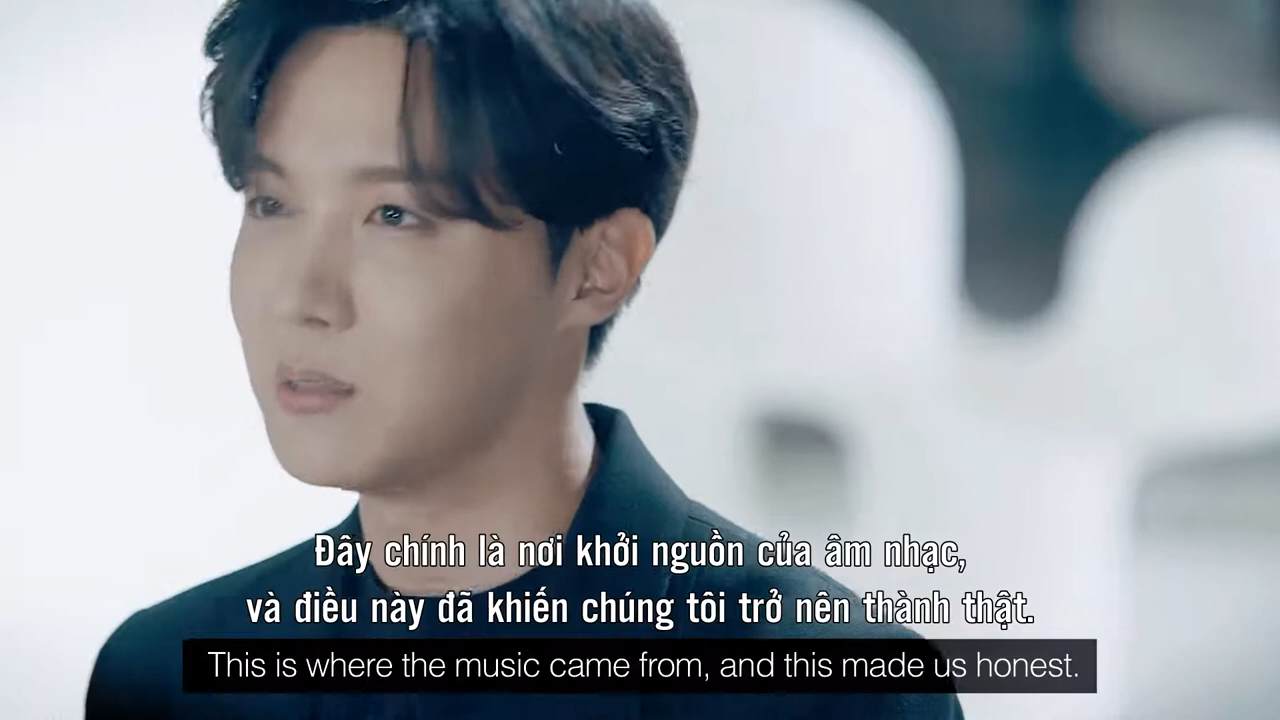 Đây chính là nơi khởi nguồn của âm nhạc,
và điều này đã khiến chúng tôi trở nên thành thật.
This is where the music came from, and this made us honest.